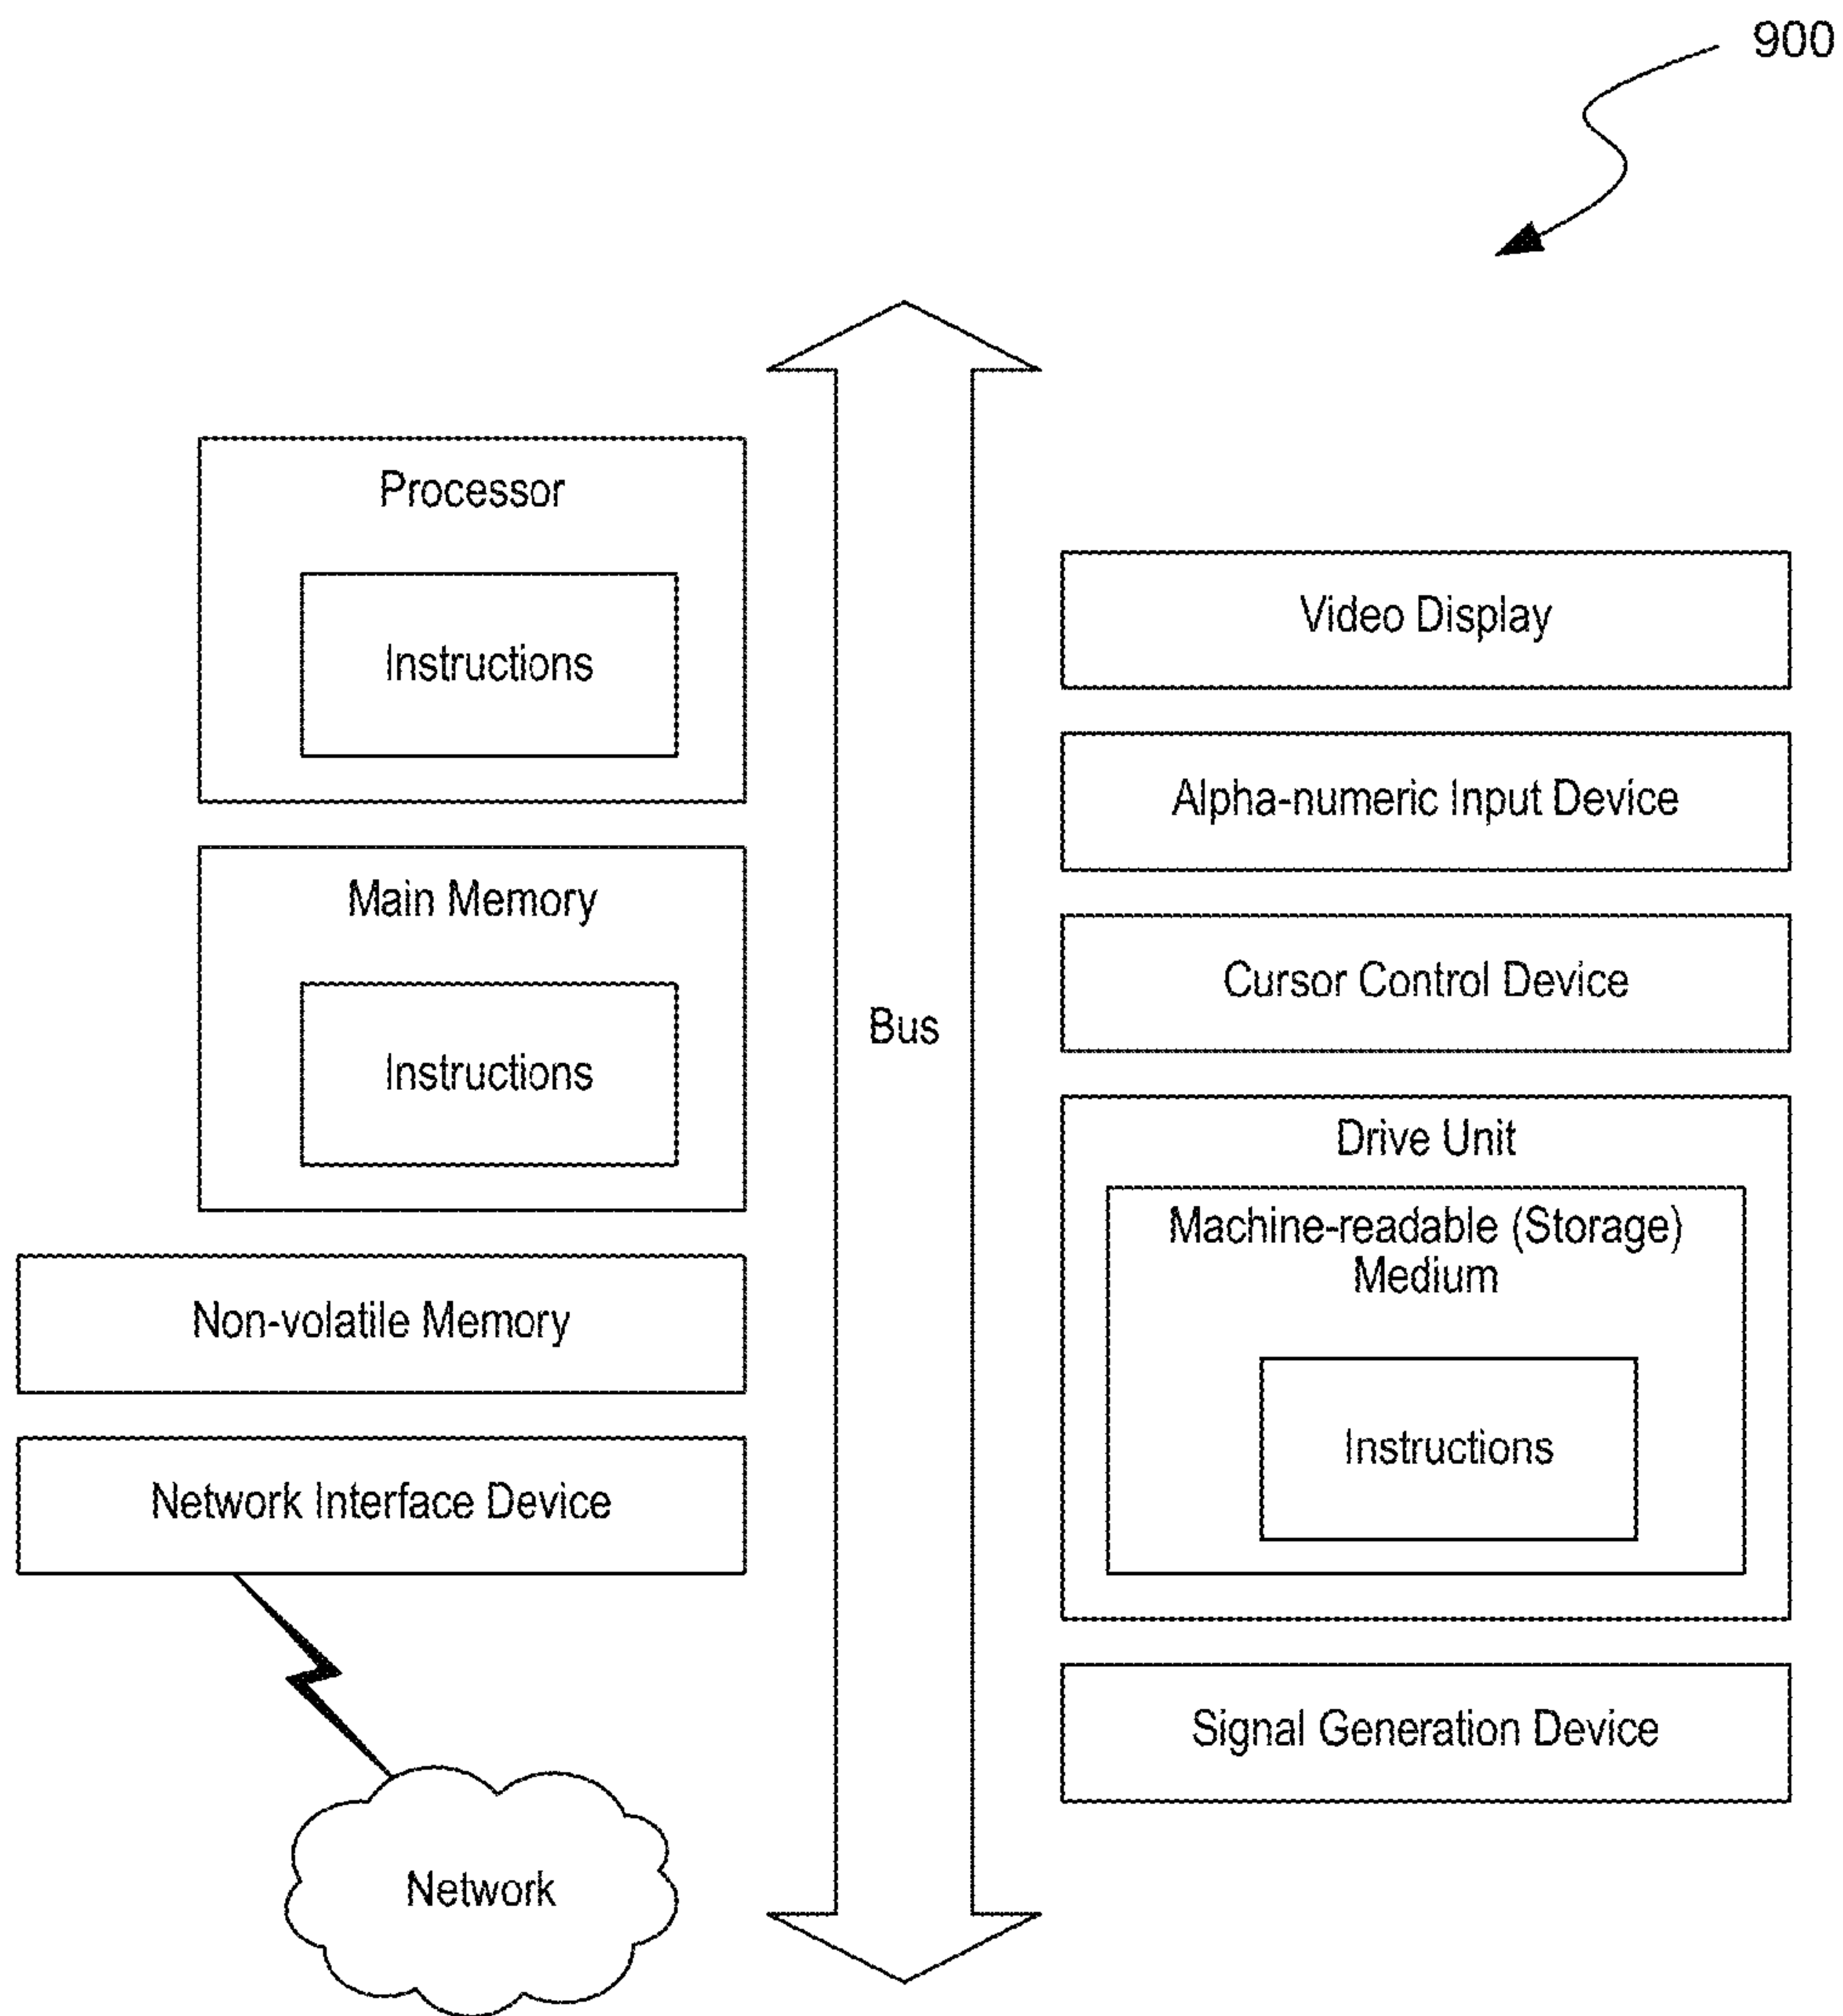 900
Processor
Instructions
Main Memory
Instructions
Non-volatile Memory
Network Interface Device
Network
Bus
Video Display
Alpha-numeric Input Device
Cursor Control Device
Drive Unit
Machine-readable (Storage)
Medium
Instructions
Signal Generation Device